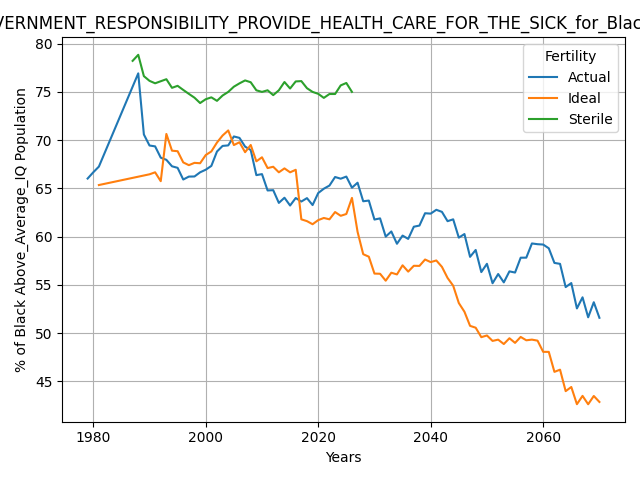 VERNMENT_RESPONSIBILITY_PROVIDE_HEALTH_CARE_FOR_THE_SICK_for_Blac
80
75
70
65
60
55
50
45
% of Black Above_Average_IQ Population
Fertility
Actual
Ideal
Sterile
1980 2000 2020 2040 2060
Years